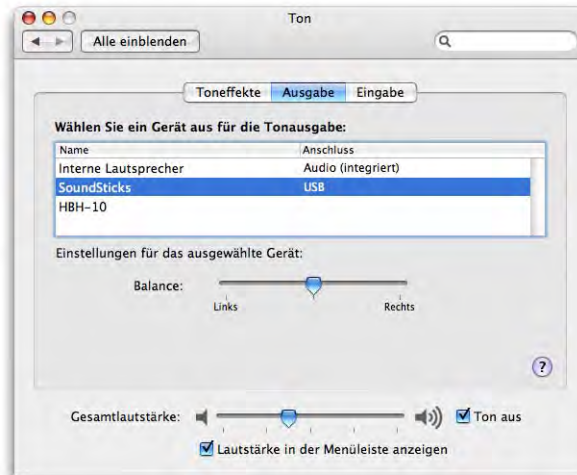 Ton
Alle einblenden
Toneffekte Ausgabe Eingabe
Wählen Sie ein Gerät aus für die Tonausgabe:
Name Anschluss
Interne Lautsprecher Audio (integriert)
SoundSticks USB
HBH-10
Einstellungen für das ausgewählte Gerät:
Balance:
Links Rechts
?
Gesamtlautstärke: Ton aus
Lautstärke in der Menüleiste anzeigen